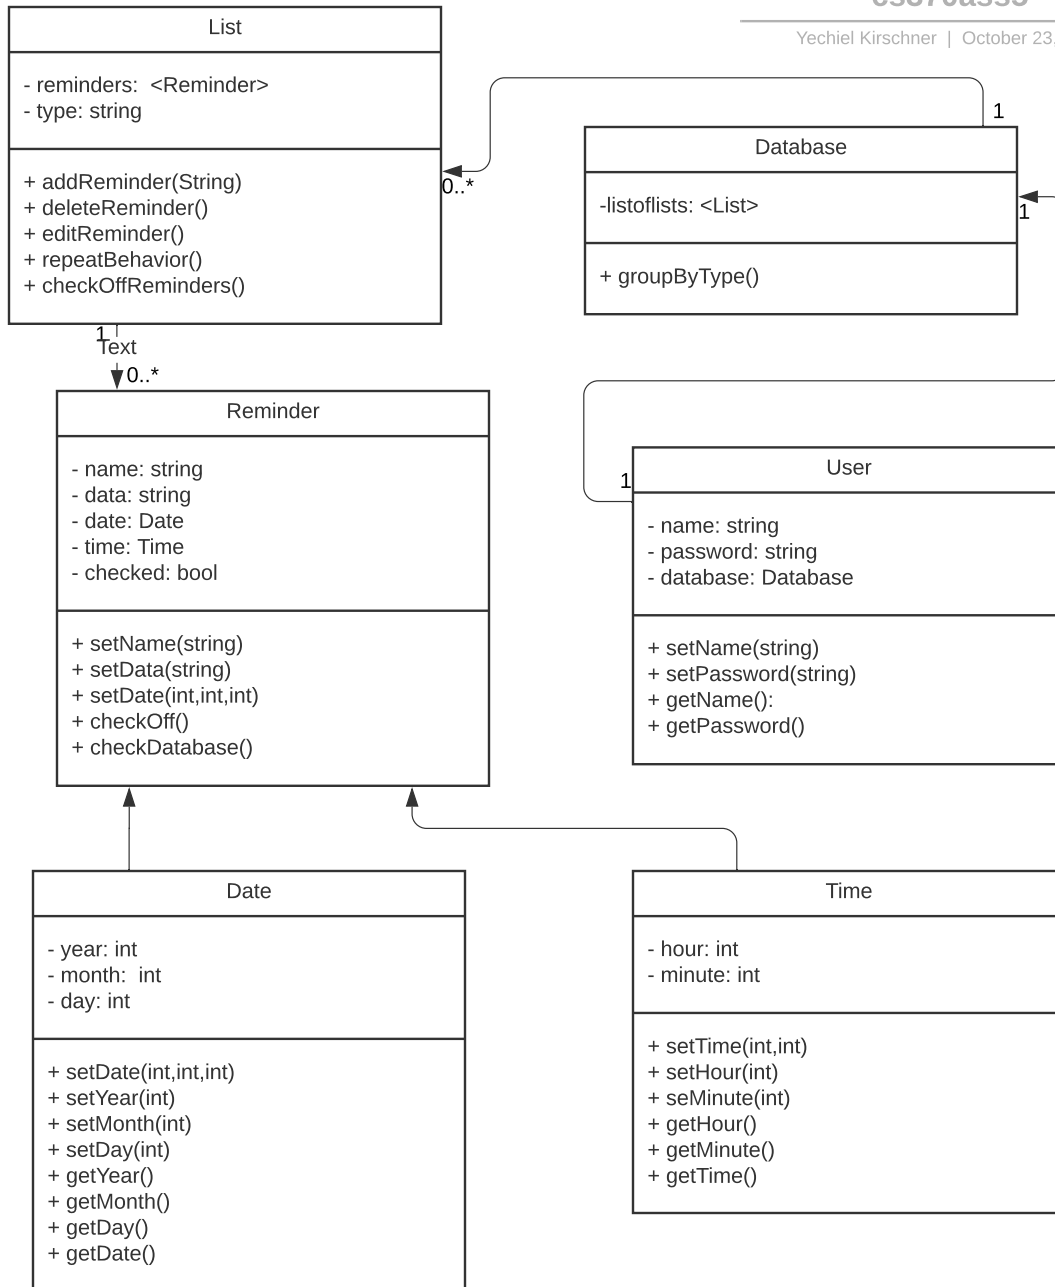 Yechiel Kirschner | October 23,
List
- reminders:  <Reminder>
- type: string
+ addReminder(String)
+ deleteReminder()
+ editReminder()
+ repeatBehavior()
+ checkOffReminders()
1
0..*
Database
-listoflists: <List>
+ groupByType()
1
1
Text
0..*
Reminder
- name: string
- data: string
- date: Date
- time: Time
- checked: bool
+ setName(string)
+ setData(string)
+ setDate(int,int,int)
+ checkOff()
+ checkDatabase()
1
User
- name: string
- password: string
- database: Database
+ setName(string)
+ setPassword(string)
+ getName():
+ getPassword()
Date
- year: int
- month:  int
- day: int
+ setDate(int,int,int)
+ setYear(int)
+ setMonth(int)
+ setDay(int)
+ getYear()
+ getMonth()
+ getDay()
+ getDate()
Time
- hour: int
- minute: int
+ setTime(int,int)
+ setHour(int)
+ seMinute(int)
+ getHour()
+ getMinute()
+ getTime()